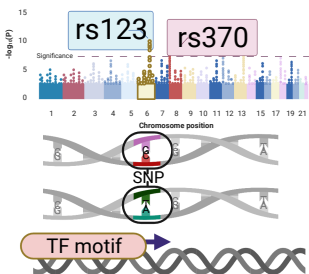 15
rs123
rs370
10
-log₁₀(P)
Significance
5
0
1 2 3 4 5 6 7 8 9 10 11 12 13 15 17 19 21
Chromosome position
SNP
T A
TF motif